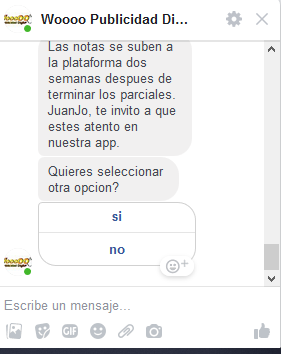 Woooo Publicidad Di...
Las notas se suben a
la plataforma dos
semanas despues de
terminar los parciales.
JuanJo, te invito a que
estes atento en
nuestra app.
Quieres seleccionar
otra opcion?
si
no
Escribe un mensaje...
GIF